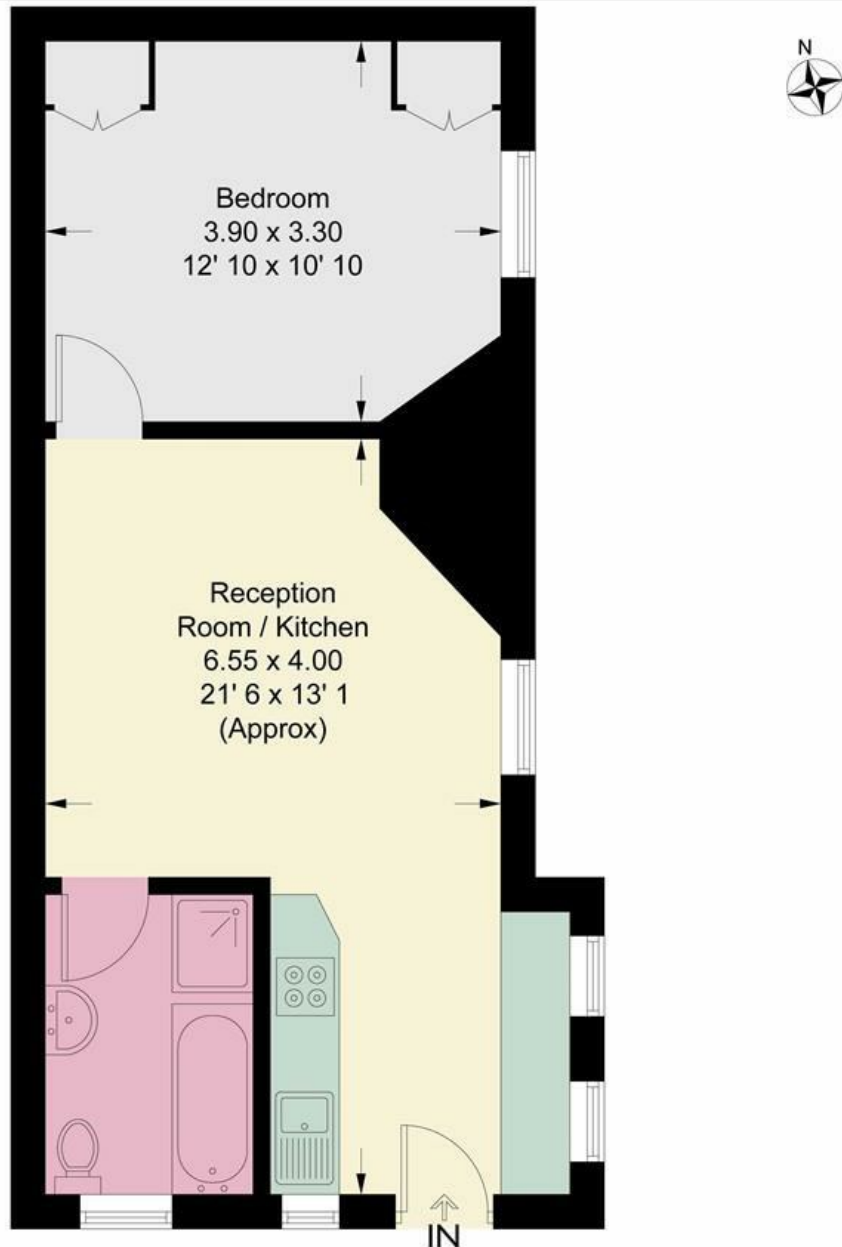 N
Bedroom
3.90 x 3.30
12' 10 x 10' 10
Reception
Room / Kitchen
6.55 x 4.00
21' 6 x 13' 1
(Approx)
IN